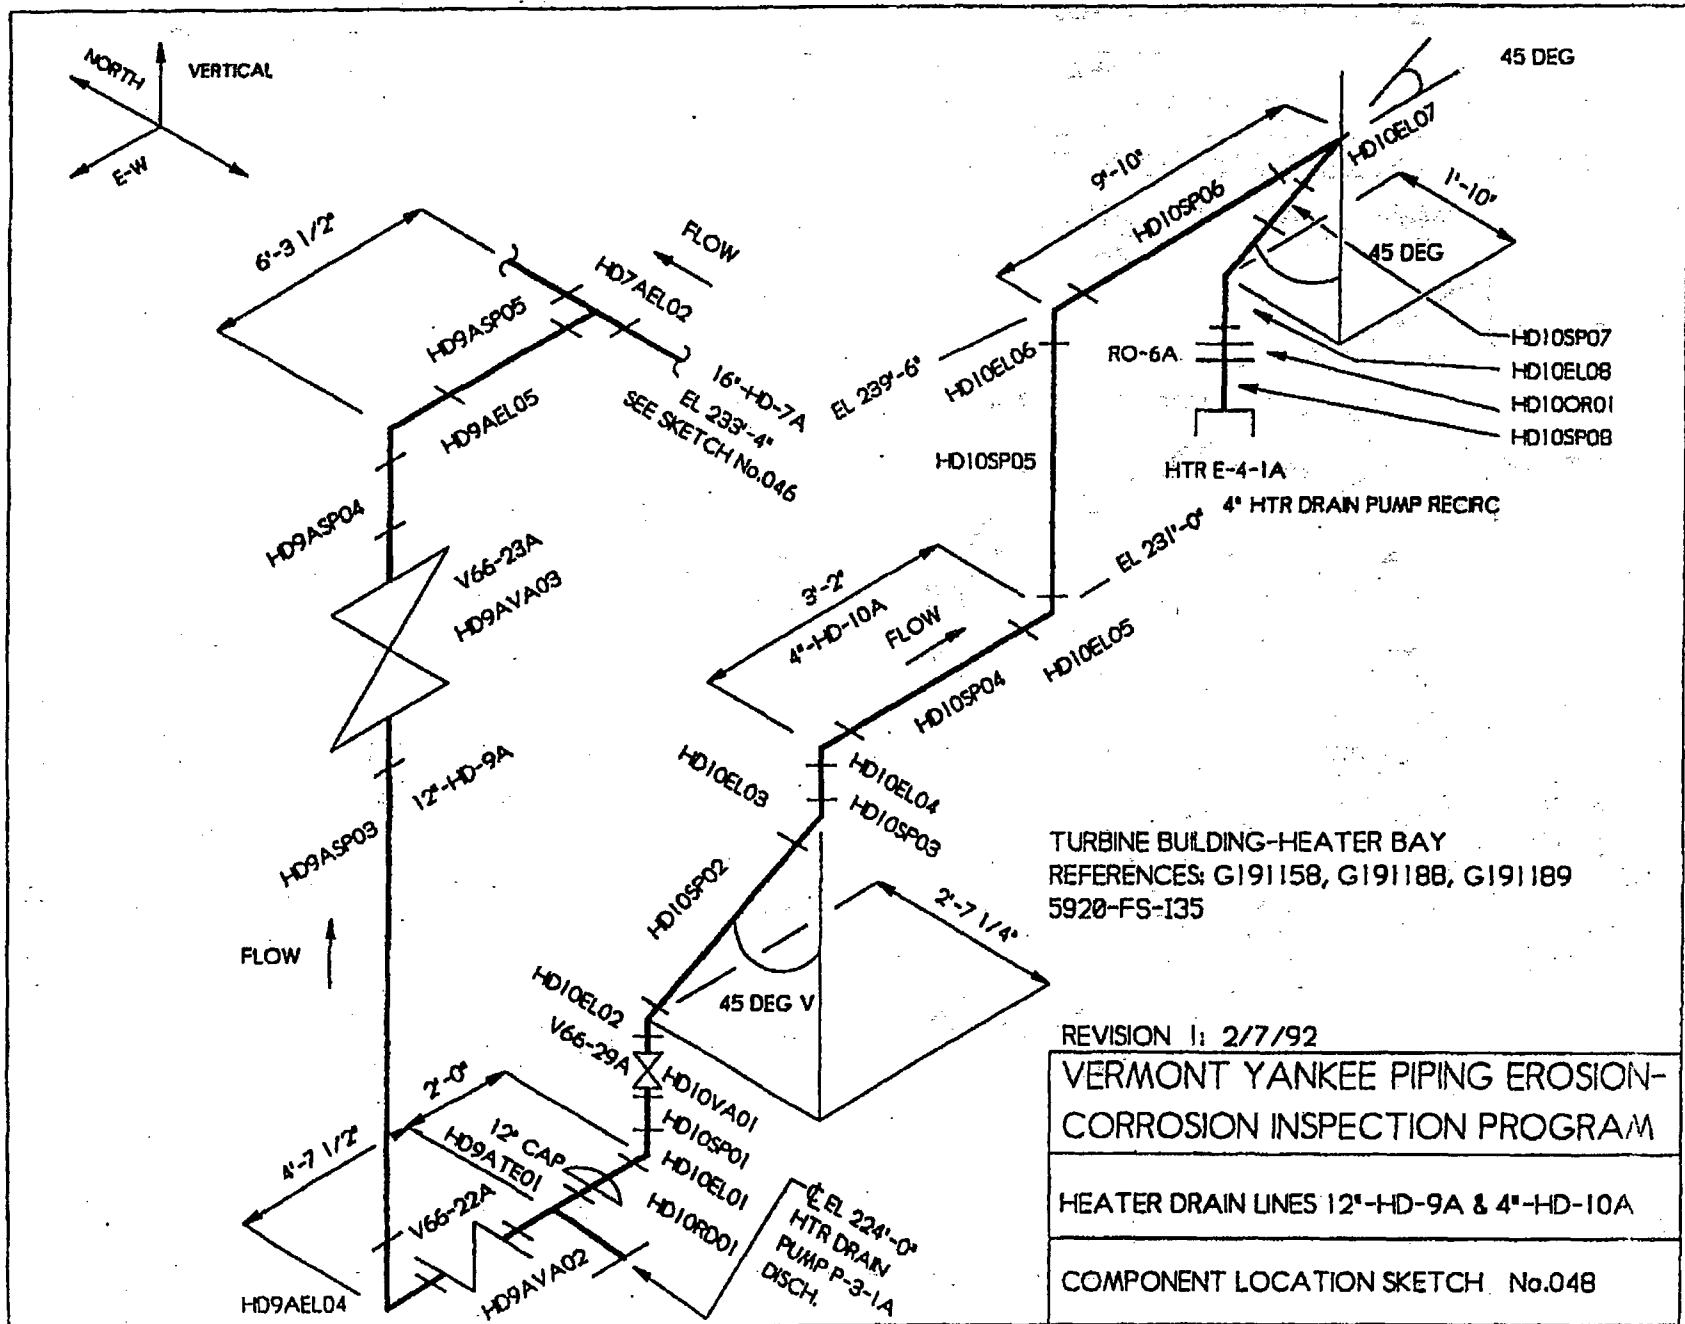 NORTH
VERTICAL
E-W
6'-3 1/2"
FLOW
HD7AEL02
HD9ASP05
HD9AEL05
16"-HD-7A
EL 233'-4"
SEE SKETCH No.046
HD9ASP04
V66-23A
HD9AVA03
12"-HD-9A
HD9ASP03
FLOW
45 DEG
HD10EL07
9'-10"
HD10SP06
1'-10"
45 DEG
EL 239'-6"
HD10EL06
RO-6A
HD10SP07
HD10EL08
HD10OR01
HD10SP08
HD10SP05
HTR E-4-1A
4" HTR DRAIN PUMP RECIRC
EL 231'-0"
3'-2"
4"-HD-10A
FLOW
HD10EL05
HD10SP04
HD10EL03
HD10EL04
HD10SP03
HD10SP02
2'-7 1/4"
45 DEG V
HD10EL02
V66-29A
HD10VA01
HD10SP01
HD10EL01
HD10RD01
2'-0"
4'-7 1/2"
12" CAP
HD9ATE01
V66-22A
HD9AVA02
HD9AEL04
℄ EL 224'-0"
HTR DRAIN
PUMP P-3-1A
DISCH.
TURBINE BUILDING-HEATER BAY
REFERENCES: G191158, G191188, G191189
5920-FS-I35
REVISION 1: 2/7/92
VERMONT YANKEE PIPING EROSION-
CORROSION INSPECTION PROGRAM
HEATER DRAIN LINES 12"-HD-9A & 4"-HD-10A
COMPONENT LOCATION SKETCH No.048